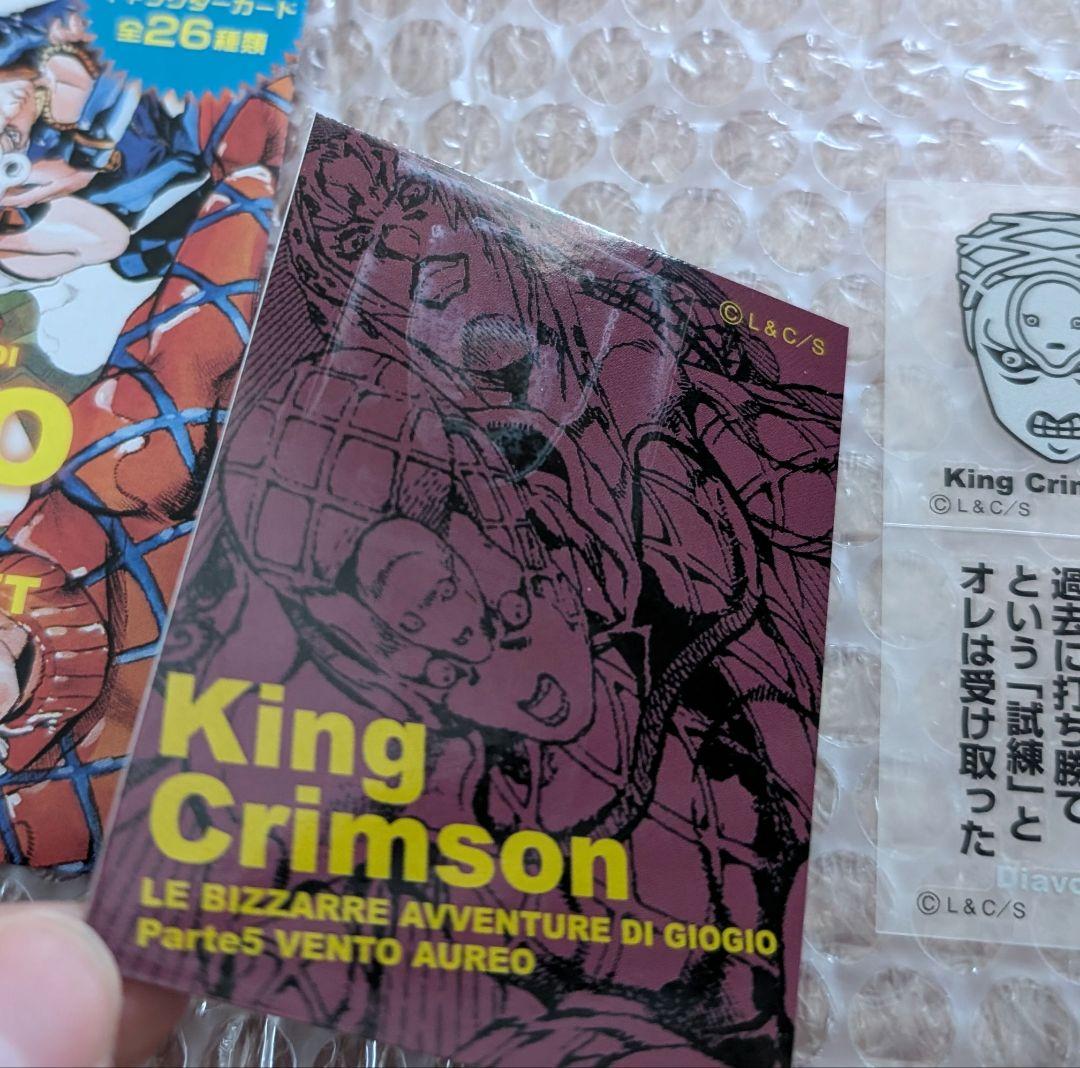 キャラクターカード
全26種類
DI
O
T
©L&C/S
King
Crimson
LE BIZZARRE AVVENTURE DI GIOGIO
Parte5 VENTO AUREO
King Crim
©L&C/S
過去に打ち勝て
という「試練」と
オレは受け取った
Diavo
©L&C/S